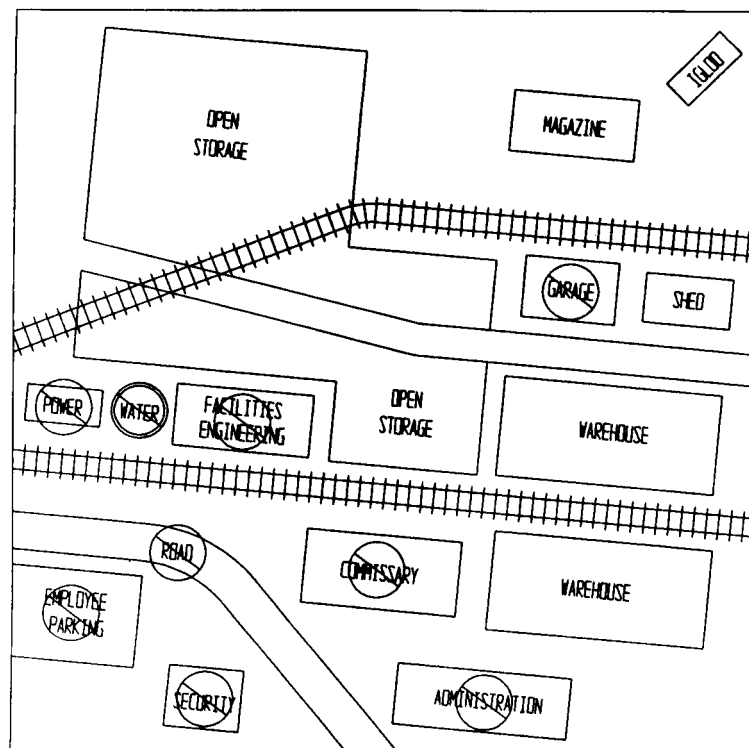 IGLOO
OPEN
STORAGE
MAGAZINE
GARAGE
SHED
POWER
WATER
FACILITIES
ENGINEERING
OPEN
STORAGE
WAREHOUSE
ROAD
COMMISSARY
WAREHOUSE
EMPLOYEE
PARKING
SECURITY
ADMINISTRATION